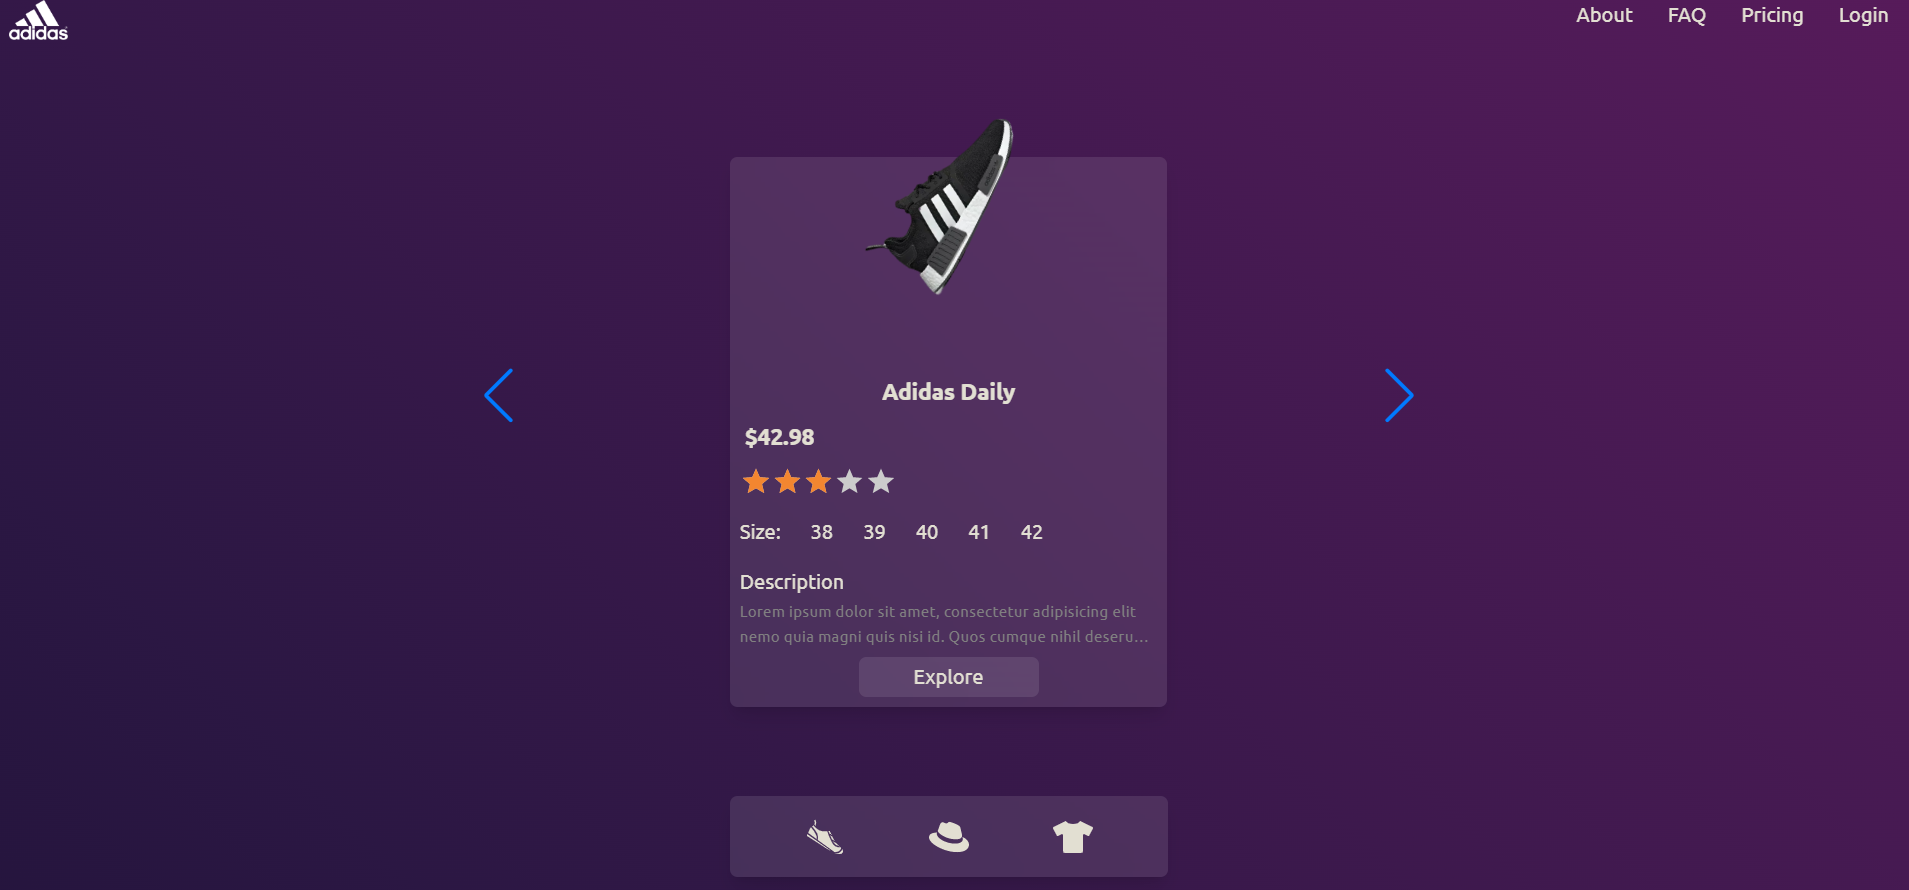 adidas
About FAQ Pricing Login
Adidas Daily
$42.98
Size: 38 39 40 41 42
Description
Lorem ipsum dolor sit amet, consectetur adipisicing elit
nemo quia magni quis nisi id. Quos cumque nihil deseru…
Explore